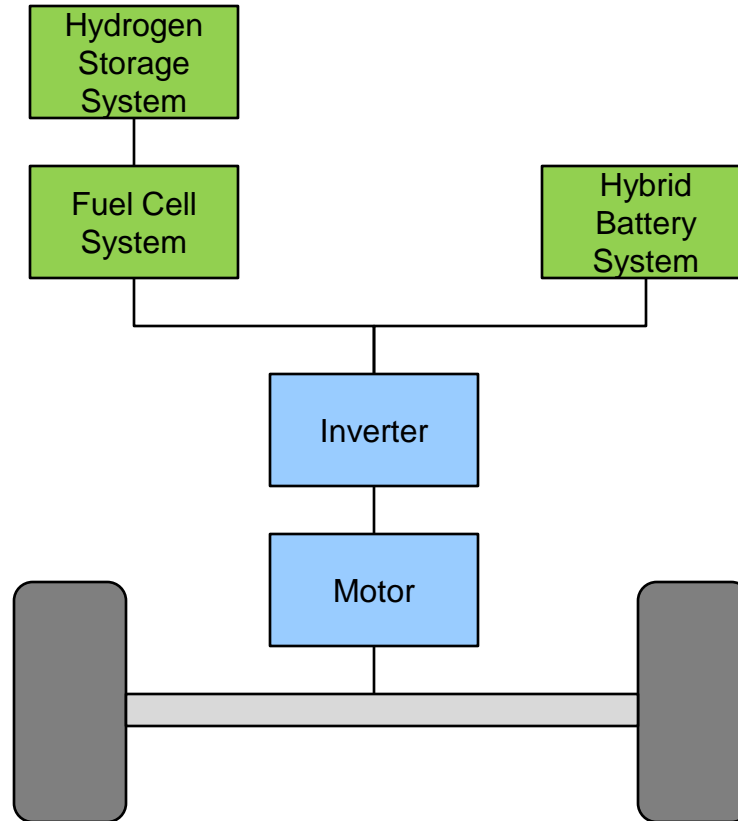 Hydrogen
Storage
System
Fuel Cell
System
Hybrid
Battery
System
Inverter
Motor